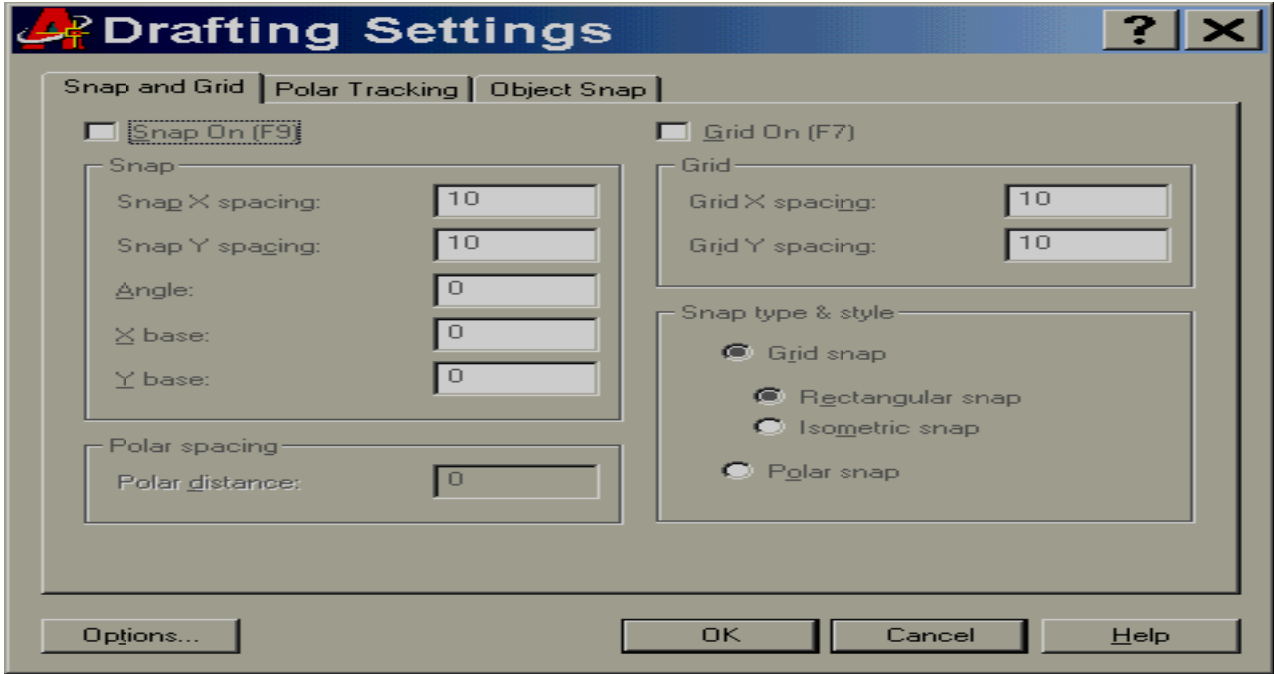 Drafting Settings
Snap and Grid Polar Tracking Object Snap
Snap On (F9)
Snap
Snap X spacing: 10
Snap Y spacing: 10
Angle: 0
X base: 0
Y base: 0
Polar spacing
Polar distance: 0
Grid On (F7)
Grid
Grid X spacing: 10
Grid Y spacing: 10
Snap type & style
Grid snap
Rectangular snap
Isometric snap
Polar snap
Options... OK Cancel Help